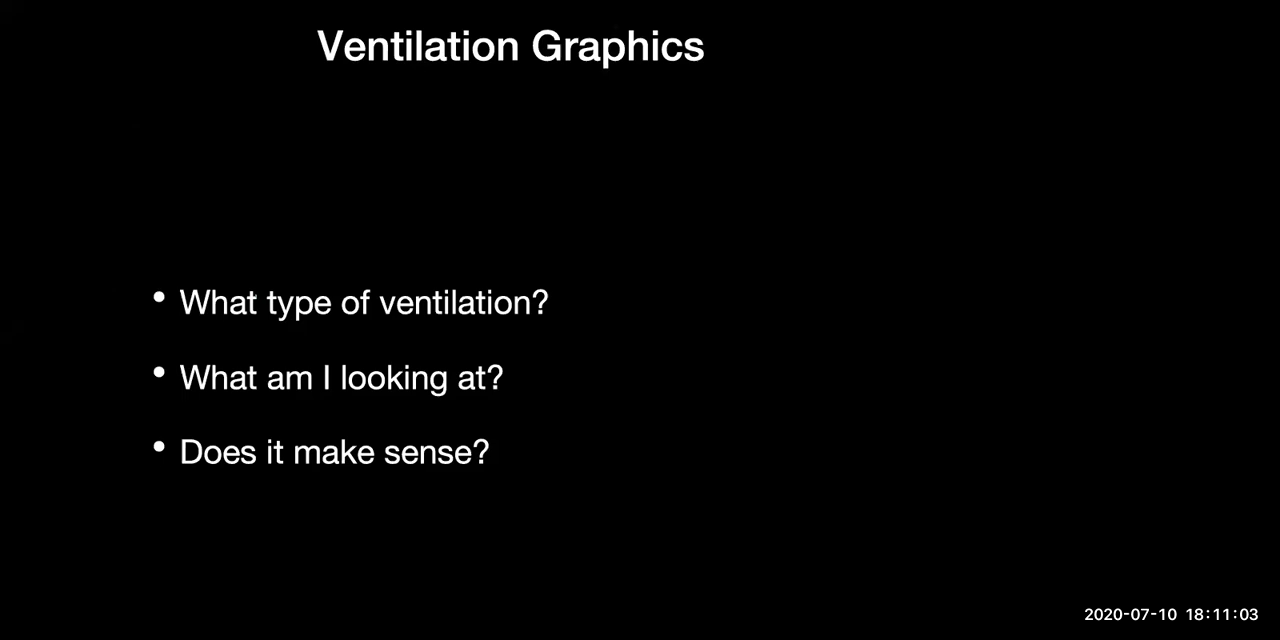 Ventilation Graphics
• What type of ventilation?
• What am I looking at?
• Does it make sense?
2020-07-10 18:11:03